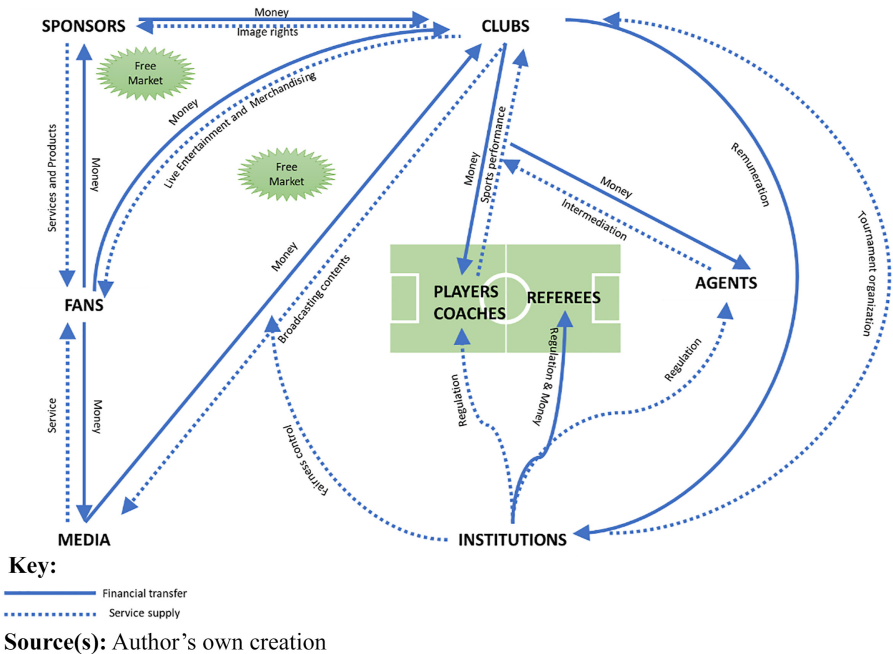 Money
SPONSORS
CLUBS
Image rights
Free
Market
Money
Live Entertainment and Merchandising
Services and Products
Money
Free
Market
Money
Sports performance
Money
Intermediation
Remuneration
Tournament organization
Money
Broadcasting contents
FANS
PLAYERS
COACHES
REFEREES
AGENTS
Service
Money
Fairness control
Regulation
Regulation & Money
Regulation
MEDIA
INSTITUTIONS
Key:
Financial transfer
Service supply
Source(s): Author's own creation